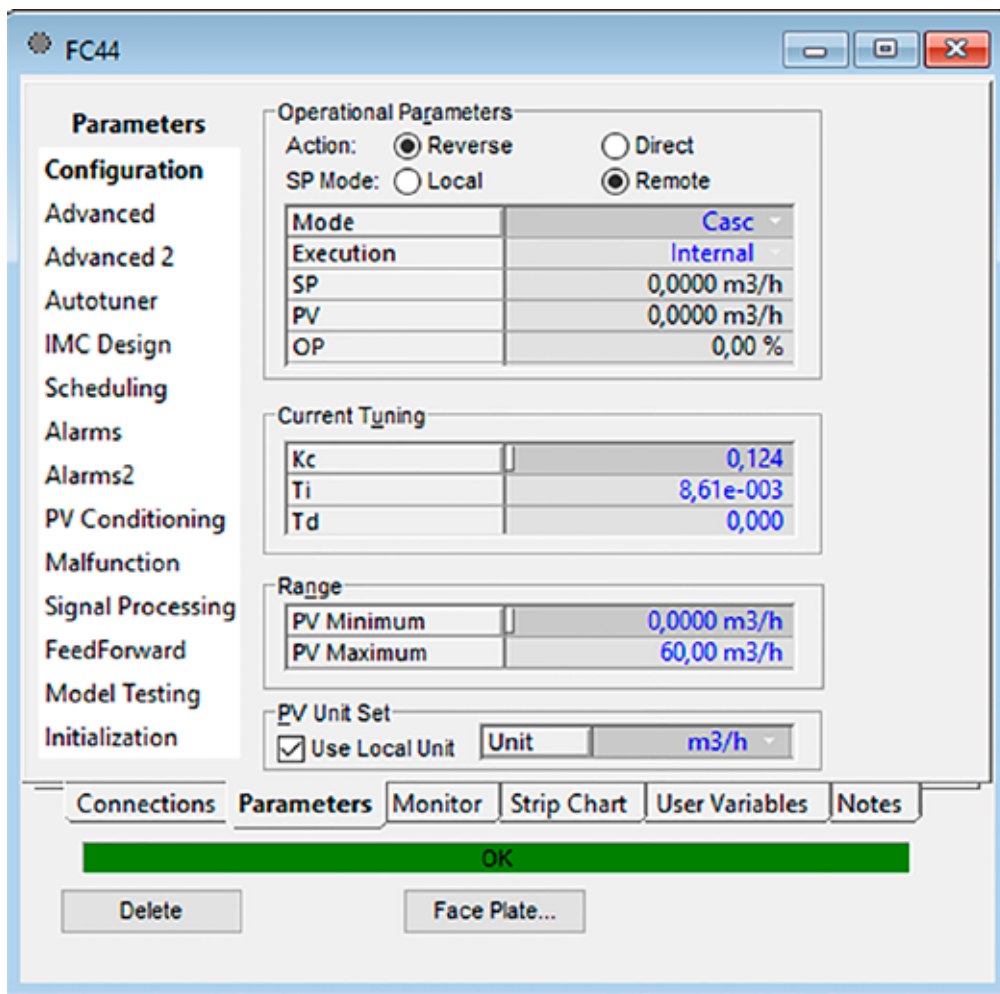 FC44
Parameters
Configuration
Advanced
Advanced 2
Autotuner
IMC Design
Scheduling
Alarms
Alarms2
PV Conditioning
Malfunction
Signal Processing
FeedForward
Model Testing
Initialization
Operational Parameters
Action: Reverse Direct
SP Mode: Local Remote
Mode Casc
Execution Internal
SP 0,0000 m3/h
PV 0,0000 m3/h
OP 0,00 %
Current Tuning
Kc 0,124
Ti 8,61e-003
Td 0,000
Range
PV Minimum 0,0000 m3/h
PV Maximum 60,00 m3/h
PV Unit Set
Use Local Unit Unit m3/h
Connections Parameters Monitor Strip Chart User Variables Notes
OK
Delete Face Plate...